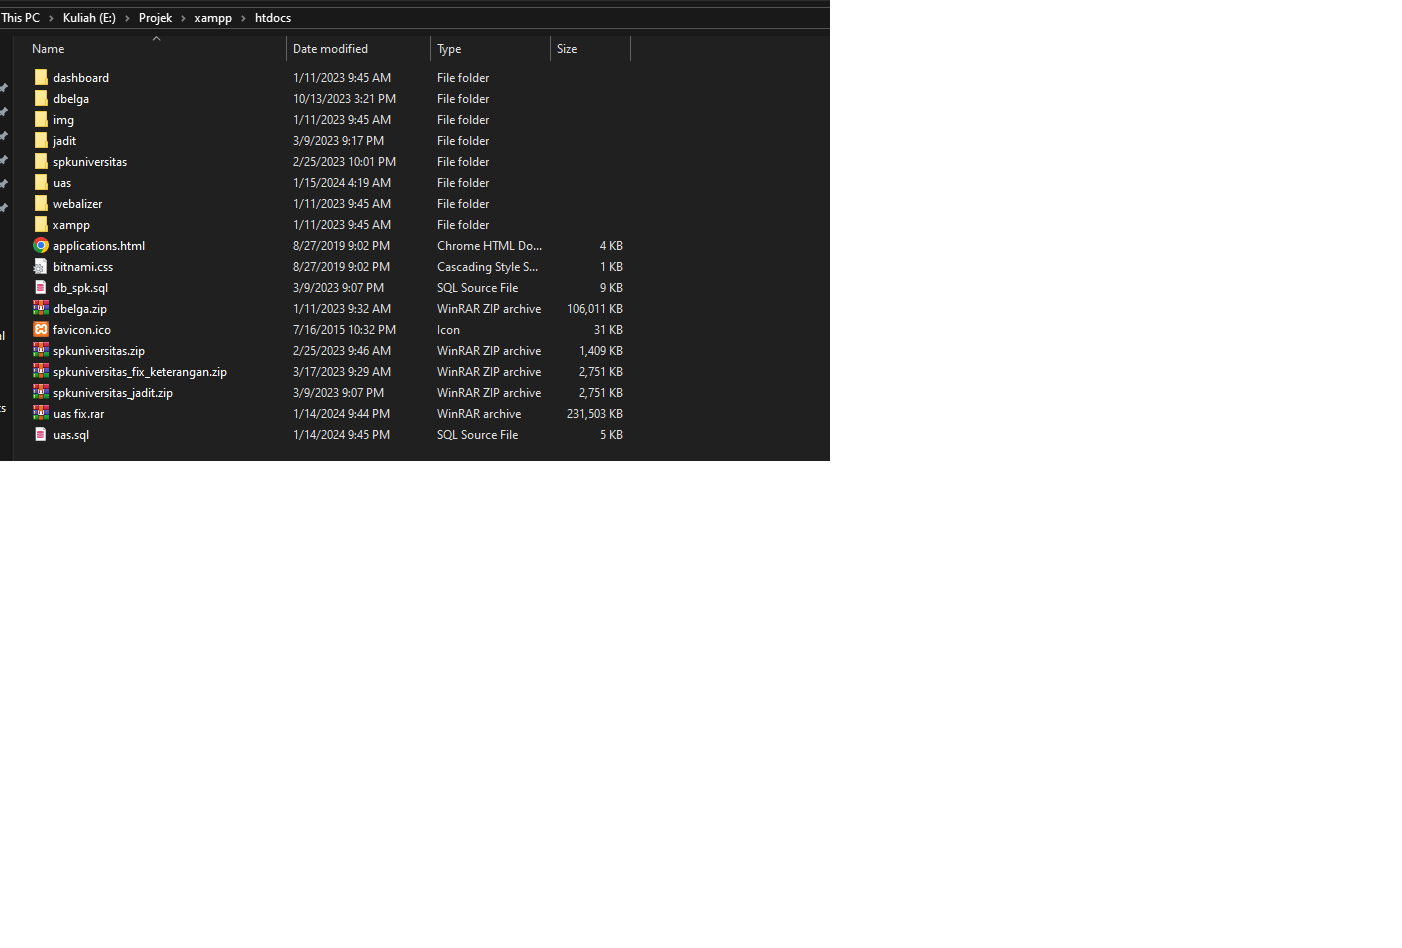 This PC > Kuliah (E:) > Projek > xampp > htdocs
Name Date modified Type Size
dashboard 1/11/2023 9:45 AM File folder
dbelga 10/13/2023 3:21 PM File folder
img 1/11/2023 9:45 AM File folder
jadit 3/9/2023 9:17 PM File folder
spkuniversitas 2/25/2023 10:01 PM File folder
uas 1/15/2024 4:19 AM File folder
webalizer 1/11/2023 9:45 AM File folder
xampp 1/11/2023 9:45 AM File folder
applications.html 8/27/2019 9:02 PM Chrome HTML Do... 4 KB
bitnami.css 8/27/2019 9:02 PM Cascading Style S... 1 KB
db_spk.sql 3/9/2023 9:07 PM SQL Source File 9 KB
dbelga.zip 1/11/2023 9:32 AM WinRAR ZIP archive 106,011 KB
favicon.ico 7/16/2015 10:32 PM Icon 31 KB
spkuniversitas.zip 2/25/2023 9:46 AM WinRAR ZIP archive 1,409 KB
spkuniversitas_fix_keterangan.zip 3/17/2023 9:29 AM WinRAR ZIP archive 2,751 KB
spkuniversitas_jadit.zip 3/9/2023 9:07 PM WinRAR ZIP archive 2,751 KB
uas fix.rar 1/14/2024 9:44 PM WinRAR archive 231,503 KB
uas.sql 1/14/2024 9:45 PM SQL Source File 5 KB